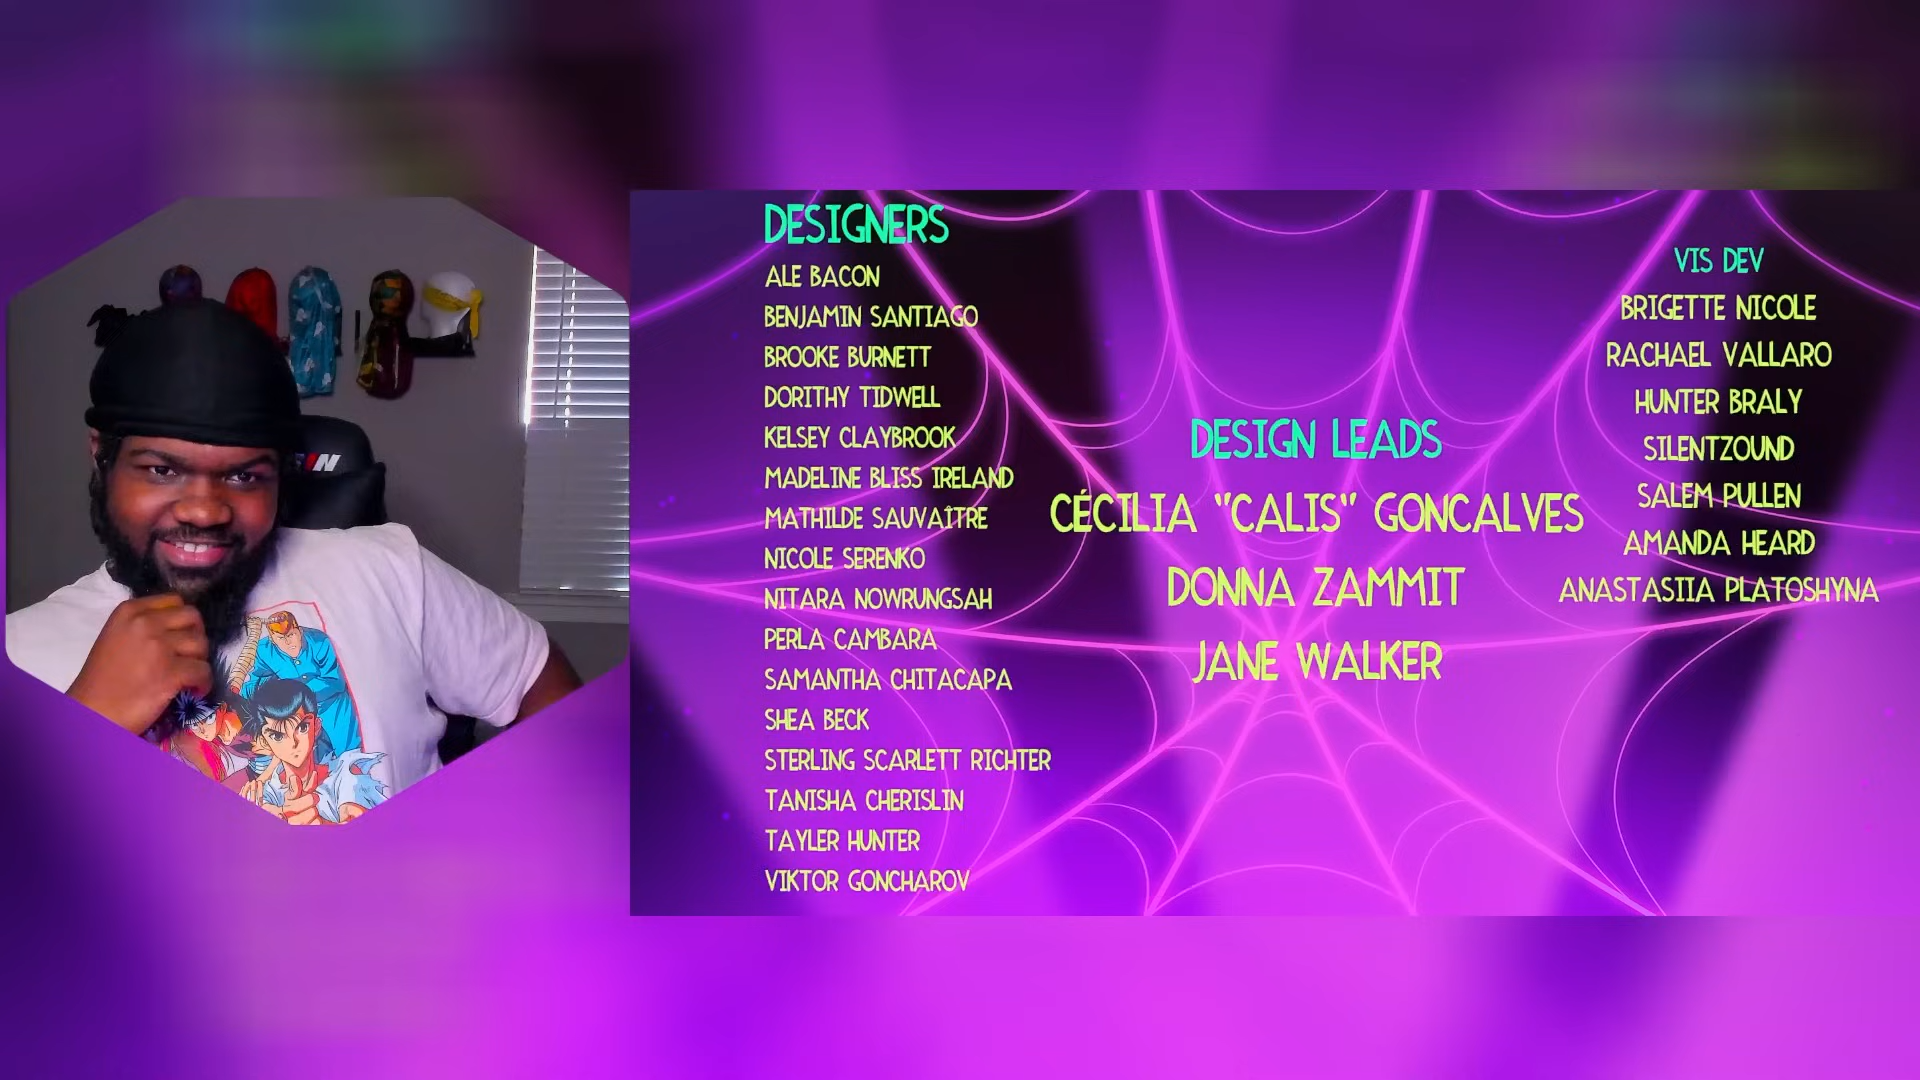 DESIGNERS
ALE BACON
BENJAMIN SANTIAGO
BROOKE BURNETT
DORITHY TIDWELL
KELSEY CLAYBROOK
MADELINE BLISS IRELAND
MATHILDE SAUVAÎTRE
NICOLE SERENKO
NITARA NOWRUNGSAH
PERLA CAMBARA
SAMANTHA CHITACAPA
SHEA BECK
STERLING SCARLETT RICHTER
TANISHA CHERISLIN
TAYLER HUNTER
VIKTOR GONCHAROV
DESIGN LEADS
CÉCILIA "CALIS" GONCALVES
DONNA ZAMMIT
JANE WALKER
VIS DEV
BRIGETTE NICOLE
RACHAEL VALLARO
HUNTER BRALY
SILENTZOUND
SALEM PULLEN
AMANDA HEARD
ANASTASIIA PLATOSHYNA